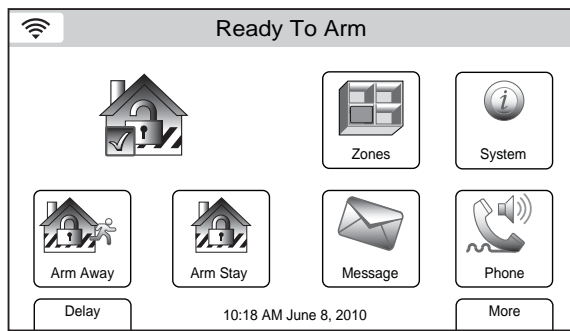 Ready To Arm
Zones
System
Arm Away
Arm Stay
Message
Phone
Delay
10:18 AM June 8, 2010
More